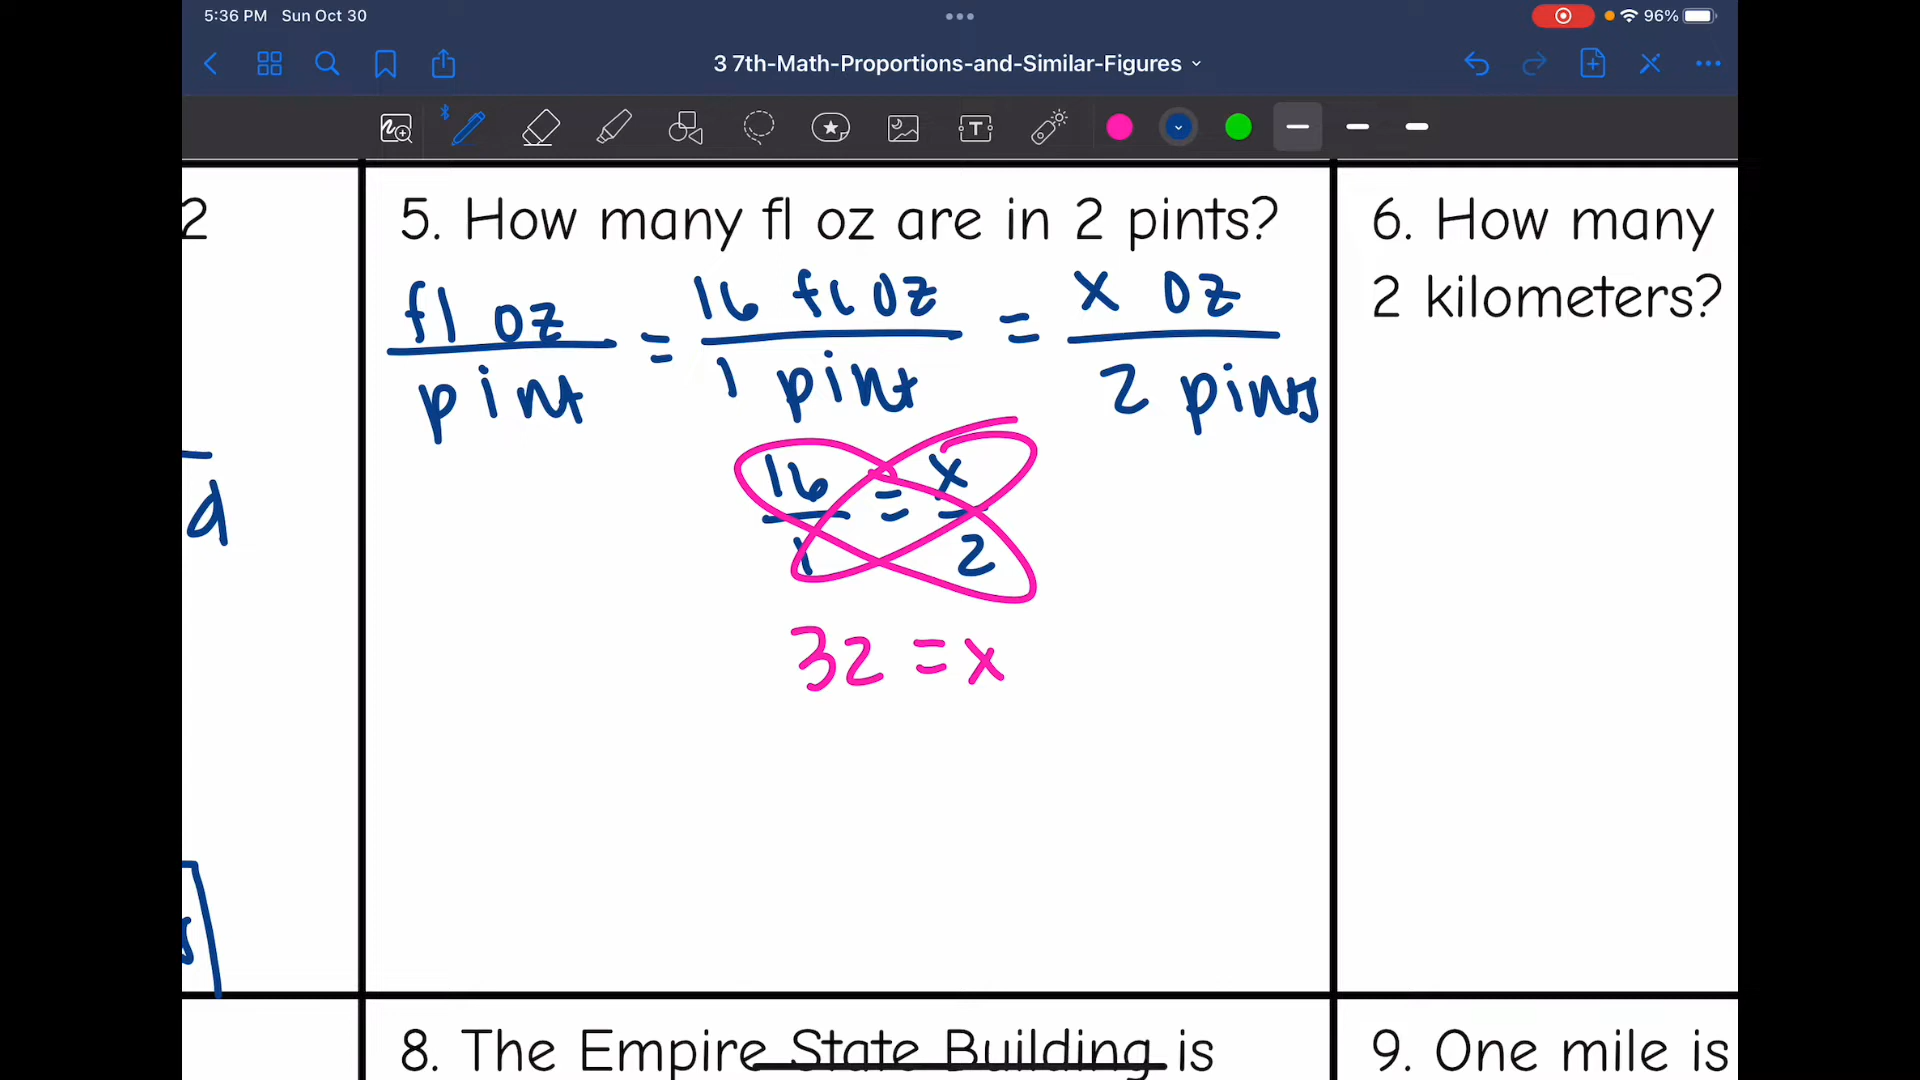 5:36 PM Sun Oct 30 96%
3 7th-Math-Proportions-and-Similar-Figures
2
5. How many fl oz are in 2 pints?
fl oz / pint = 16 fl oz / 1 pint = x oz / 2 pints
16 / 1 = x / 2
32 = x
d
s
6. How many
2 kilometers?
8. The Empire State Building is
9. One mile is